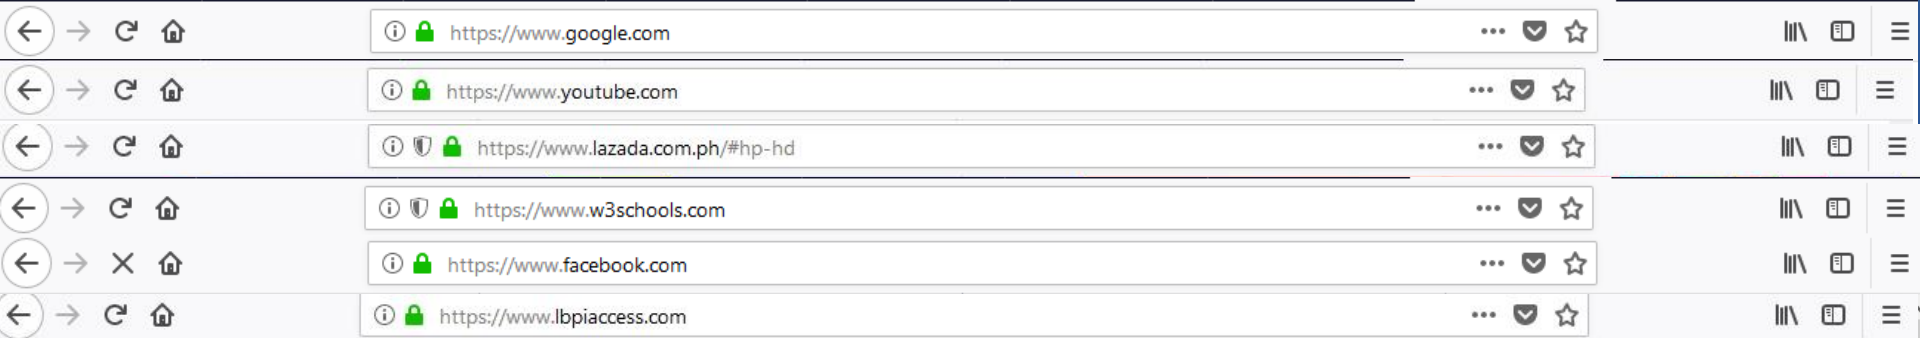 https://www.google.com
https://www.youtube.com
https://www.lazada.com.ph/#hp-hd
https://www.w3schools.com
https://www.facebook.com
https://www.lbpiaccess.com